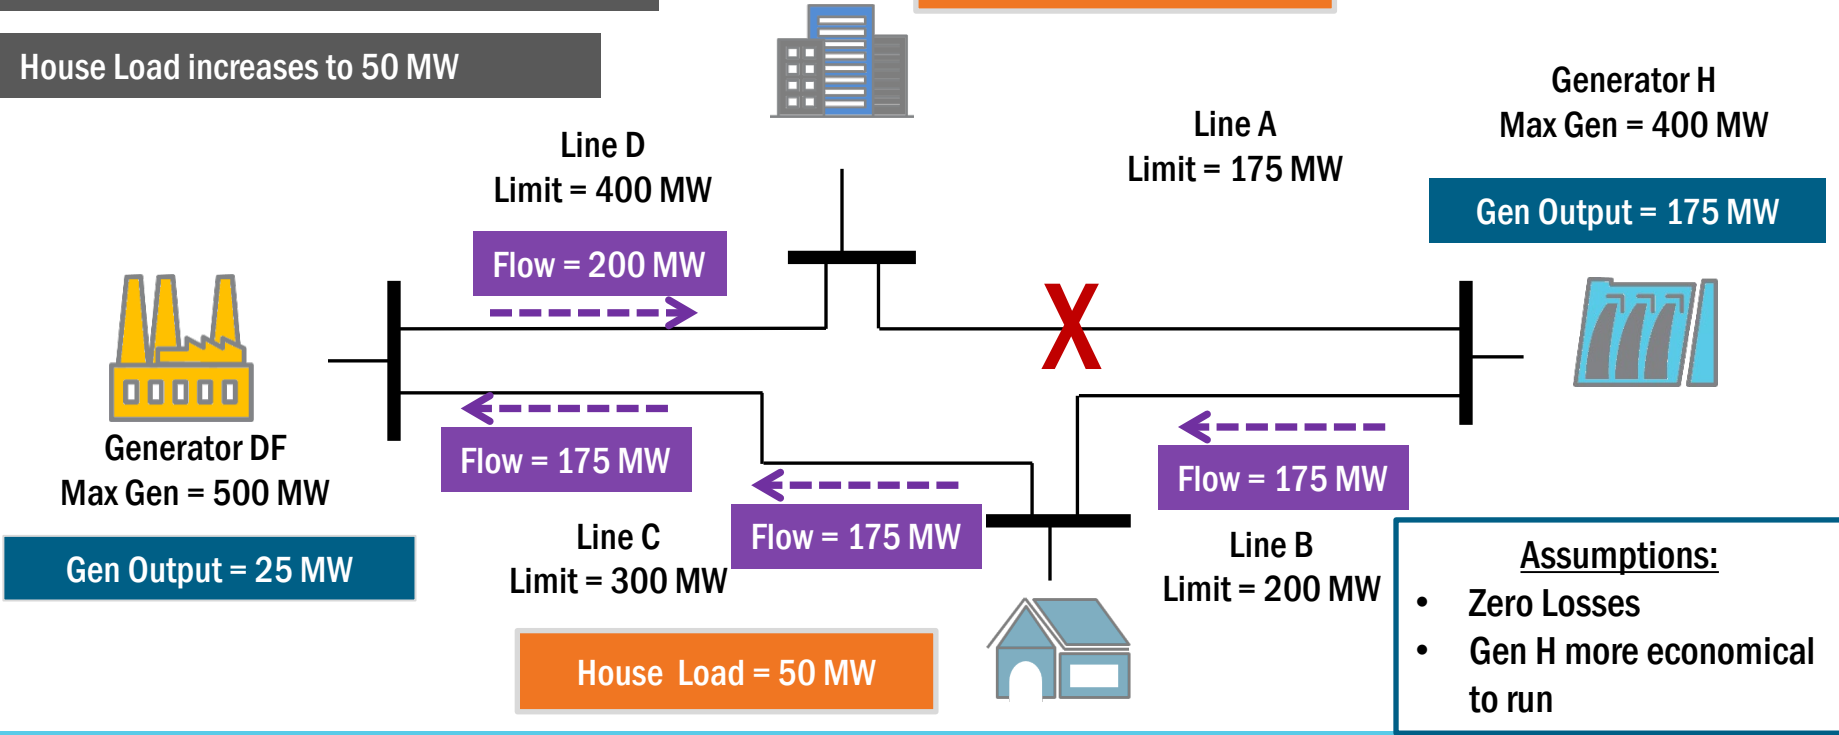 House Load increases to 50 MW
Generator H
Max Gen = 400 MW
Line A
Limit = 175 MW
Line D
Limit = 400 MW
Gen Output = 175 MW
Flow = 200 MW
X
Generator DF
Max Gen = 500 MW
Flow = 175 MW
Flow = 175 MW
Flow = 175 MW
Line C
Limit = 300 MW
Line B
Limit = 200 MW
Gen Output = 25 MW
House Load = 50 MW
Assumptions:
• Zero Losses
• Gen H more economical
to run